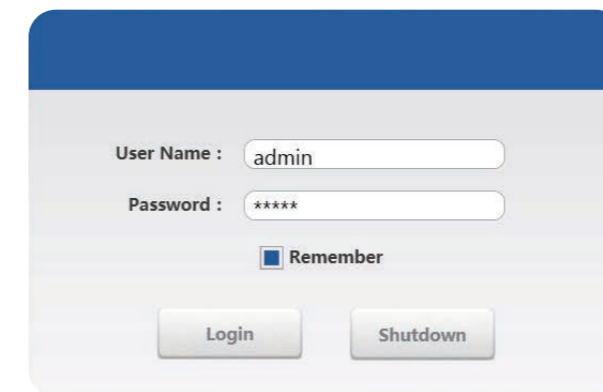 User Name : admin
Password : *****
Remember
Login Shutdown